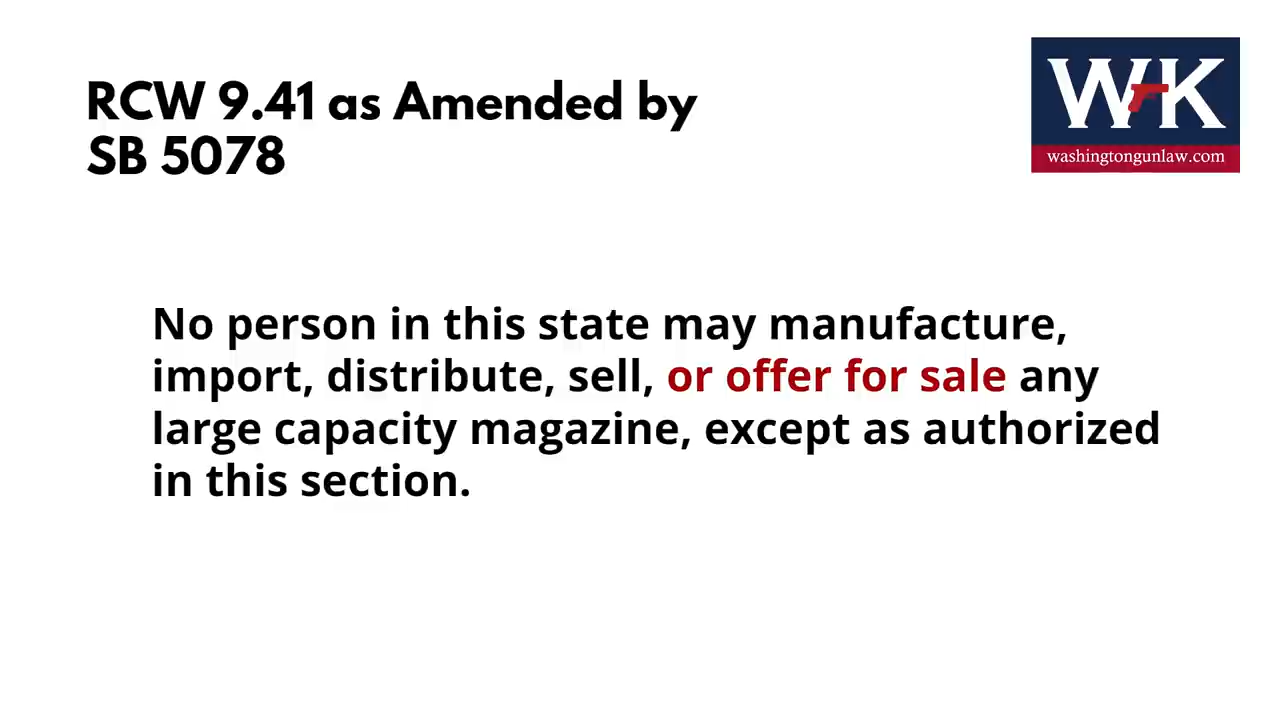 RCW 9.41 as Amended by
SB 5078
WK
washingtongunlaw.com
No person in this state may manufacture,
import, distribute, sell, or offer for sale any
large capacity magazine, except as authorized
in this section.